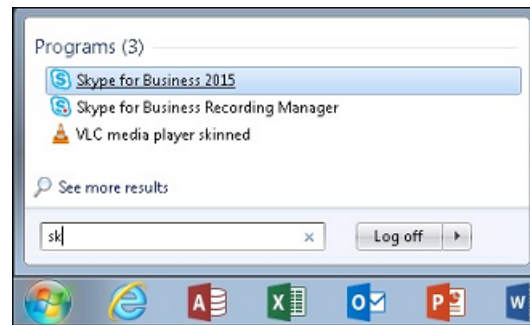 Programs (3)
Skype for Business 2015
Skype for Business Recording Manager
VLC media player skinned
See more results
sk
Log off
A
X
O
P
W